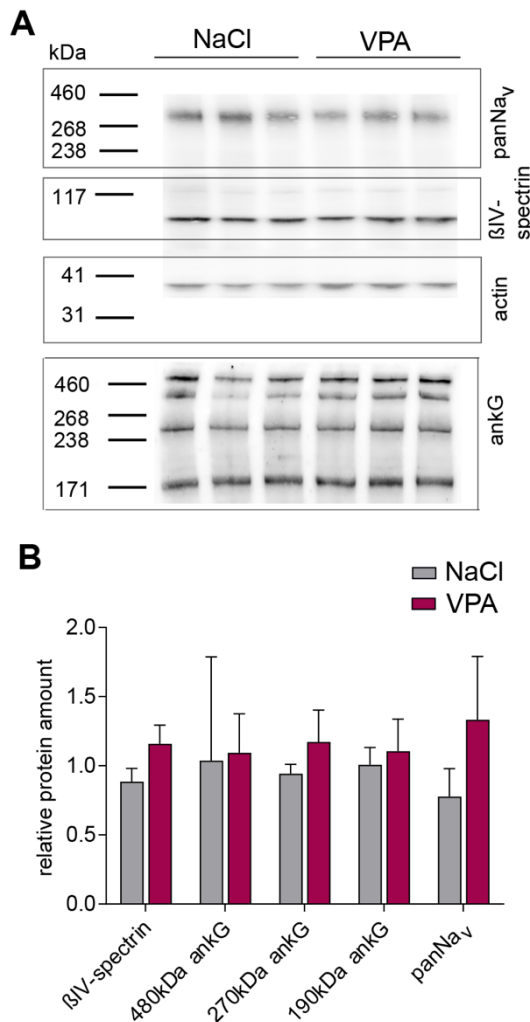 A
kDa
NaCl
VPA
460
268
238
panNav
117
ßIV-
spectrin
41
31
actin
460
268
238
171
ankG
B
NaCl
VPA
relative protein amount
2.0
1.5
1.0
0.5
0.0
ßIV-spectrin
480kDa ankG
270kDa ankG
190kDa ankG
panNav